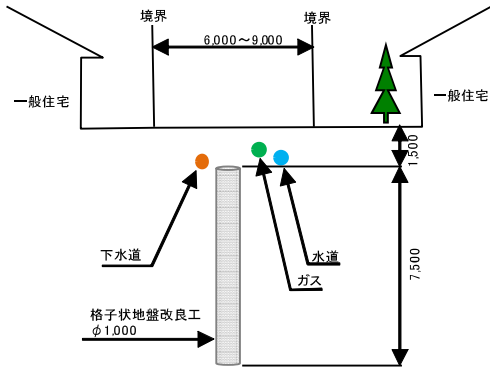 境界
境界
6,000～9,000
一般住宅
一般住宅
1,500
下水道
水道
ガス
7,500
格子状地盤改良工
φ1,000